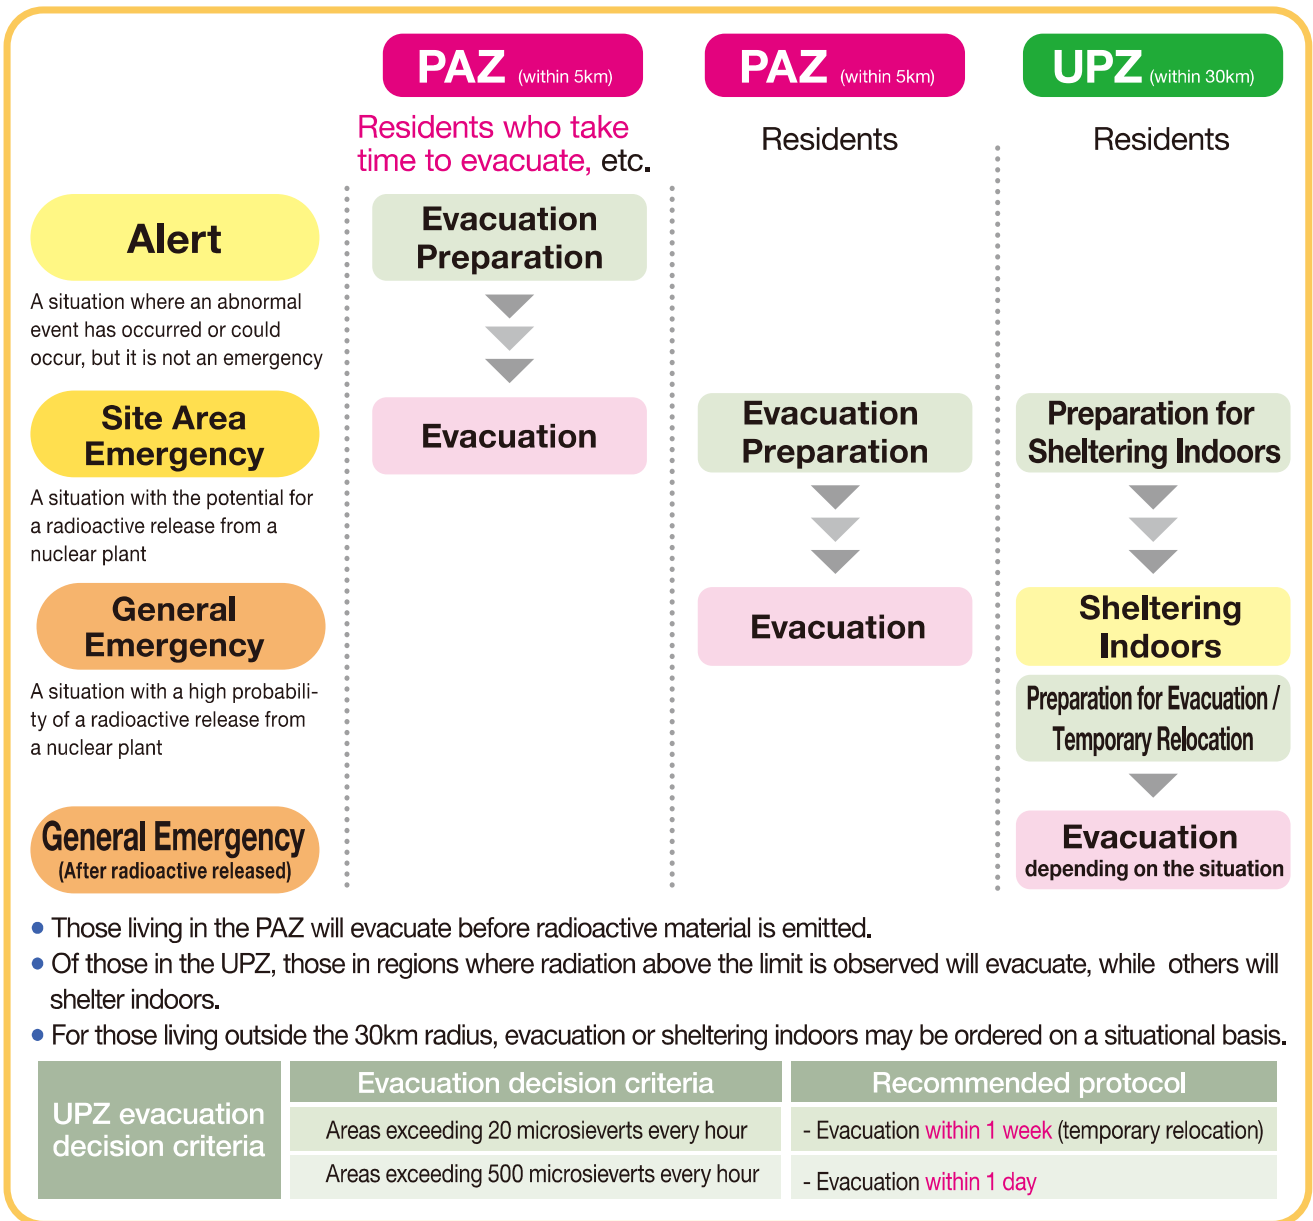 PAZ (within 5km)
PAZ (within 5km)
UPZ (within 30km)
Residents who take
time to evacuate, etc.
Residents
Residents
Alert
A situation where an abnormal
event has occurred or could
occur, but it is not an emergency
Evacuation
Preparation
Site Area
Emergency
A situation with the potential for
a radioactive release from a
nuclear plant
Evacuation
Evacuation
Preparation
Preparation for
Sheltering Indoors
General
Emergency
A situation with a high probabili-
ty of a radioactive release from
a nuclear plant
Evacuation
Sheltering
Indoors
Preparation for Evacuation /
Temporary Relocation
General Emergency
(After radioactive released)
Evacuation
depending on the situation
● Those living in the PAZ will evacuate before radioactive material is emitted.
● Of those in the UPZ, those in regions where radiation above the limit is observed will evacuate, while others will
shelter indoors.
● For those living outside the 30km radius, evacuation or sheltering indoors may be ordered on a situational basis.
UPZ evacuation
decision criteria
Evacuation decision criteria
Recommended protocol
Areas exceeding 20 microsieverts every hour
- Evacuation within 1 week (temporary relocation)
Areas exceeding 500 microsieverts every hour
- Evacuation within 1 day